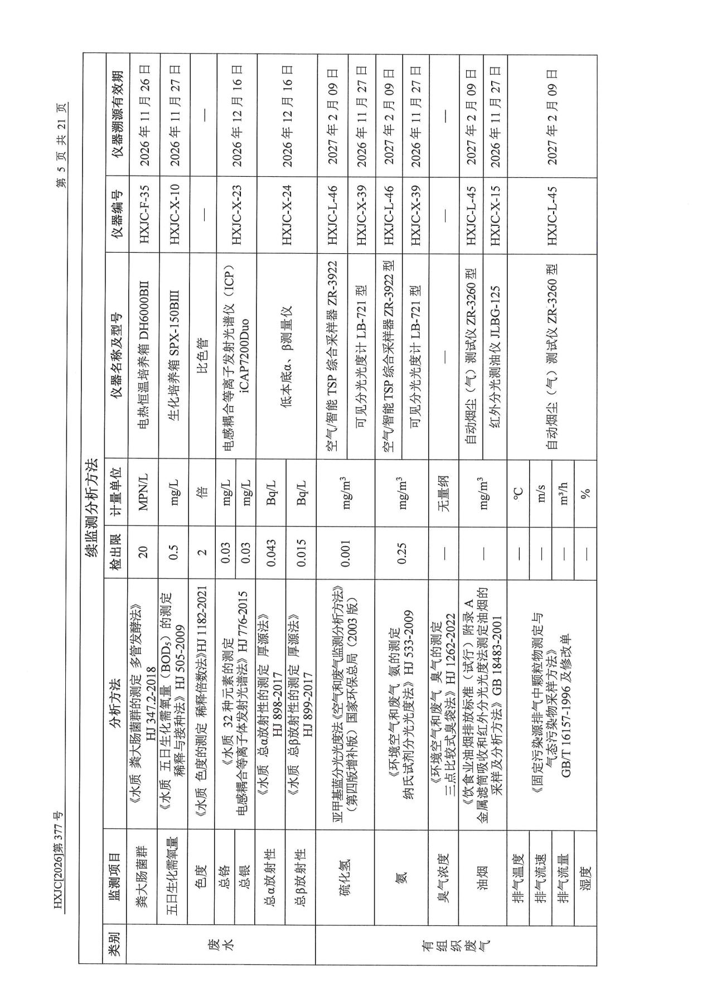 HXJC[2026]第 377 号
第 5 页 共 21 页
续监测分析方法
类别 监测项目 分析方法 检出限 计量单位 仪器名称及型号 仪器编号 仪器溯源有效期
废水
粪大肠菌群 《水质 粪大肠菌群的测定 多管发酵法》
HJ 347.2-2018 20 MPN/L 电热恒温培养箱 DH6000BII HXJC-F-35 2026 年 11 月 26 日
五日生化需氧量 《水质 五日生化需氧量（BOD₅）的测定
稀释与接种法》HJ 505-2009 0.5 mg/L 生化培养箱 SPX-150BIII HXJC-X-10 2026 年 11 月 27 日
色度 《水质 色度的测定 稀释倍数法》HJ 1182-2021 2 倍 比色管 — —
总铬 《水质 32 种元素的测定
电感耦合等离子体发射光谱法》HJ 776-2015 0.03 mg/L 电感耦合等离子发射光谱仪（ICP）
iCAP7200Duo HXJC-X-23 2026 年 12 月 16 日
总银 0.03 mg/L
总α放射性 《水质 总α放射性的测定 厚源法》
HJ 898-2017 0.043 Bq/L 低本底α、β测量仪 HXJC-X-24 2026 年 12 月 16 日
总β放射性 《水质 总β放射性的测定 厚源法》
HJ 899-2017 0.015 Bq/L
有组织废气
硫化氢 亚甲基蓝分光光度法《空气和废气监测分析方法》
（第四版增补版）国家环保总局（2003 版） 0.001 mg/m³ 空气/智能 TSP 综合采样器 ZR-3922 HXJC-L-46 2027 年 2 月 09 日
可见分光光度计 LB-721 型 HXJC-X-39 2026 年 11 月 27 日
氨 《环境空气和废气 氨的测定
纳氏试剂分光光度法》HJ 533-2009 0.25 mg/m³ 空气/智能 TSP 综合采样器 ZR-3922 型 HXJC-L-46 2027 年 2 月 09 日
可见分光光度计 LB-721 型 HXJC-X-39 2026 年 11 月 27 日
臭气浓度 《环境空气和废气 臭气的测定
三点比较式臭袋法》HJ 1262-2022 — 无量纲 — — —
油烟 《饮食业油烟排放标准（试行）附录 A
金属滤筒吸收和红外分光光度法测定油烟的
采样及分析方法》GB 18483-2001 — mg/m³ 自动烟尘（气）测试仪 ZR-3260 型 HXJC-L-45 2027 年 2 月 09 日
红外分光测油仪 JLBG-125 HXJC-X-15 2026 年 11 月 27 日
排气温度 《固定污染源排气中颗粒物测定与
气态污染物采样方法》
GB/T 16157-1996 及修改单 — ℃ 自动烟尘（气）测试仪 ZR-3260 型 HXJC-L-45 2027 年 2 月 09 日
排气流速 — m/s
排气流量 — m³/h
湿度 — %